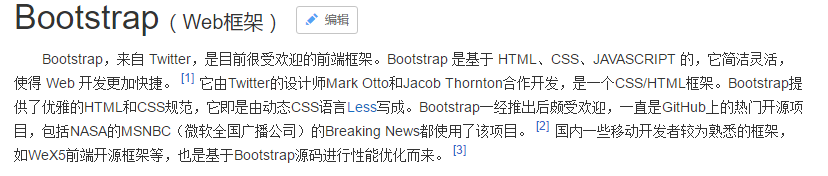 Bootstrap（Web框架） 编辑
Bootstrap，来自 Twitter，是目前很受欢迎的前端框架。Bootstrap 是基于 HTML、CSS、JAVASCRIPT 的，它简洁灵活，
使得 Web 开发更加快捷。 [1] 它由Twitter的设计师Mark Otto和Jacob Thornton合作开发，是一个CSS/HTML框架。Bootstrap提
供了优雅的HTML和CSS规范，它即是由动态CSS语言Less写成。Bootstrap一经推出后颇受欢迎，一直是GitHub上的热门开源项
目，包括NASA的MSNBC（微软全国广播公司）的Breaking News都使用了该项目。 [2] 国内一些移动开发者较为熟悉的框架，
如WeX5前端开源框架等，也是基于Bootstrap源码进行性能优化而来。 [3]